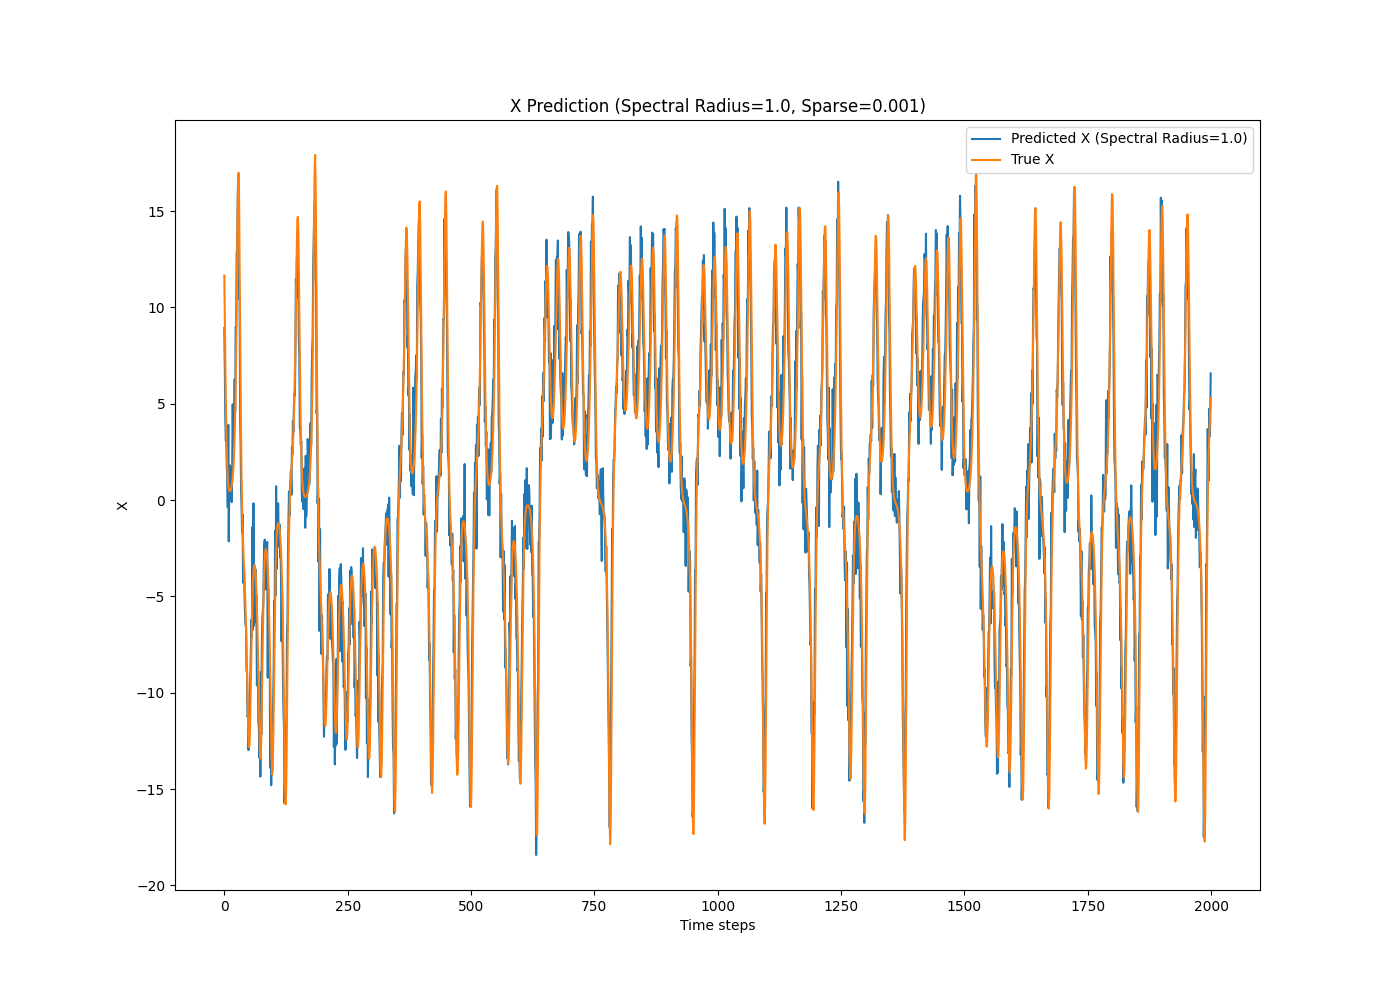 X Prediction (Spectral Radius=1.0, Sparse=0.001)
Predicted X (Spectral Radius=1.0)
True X
15
10
5
0
−5
−10
−15
−20
X
0 250 500 750 1000 1250 1500 1750 2000
Time steps